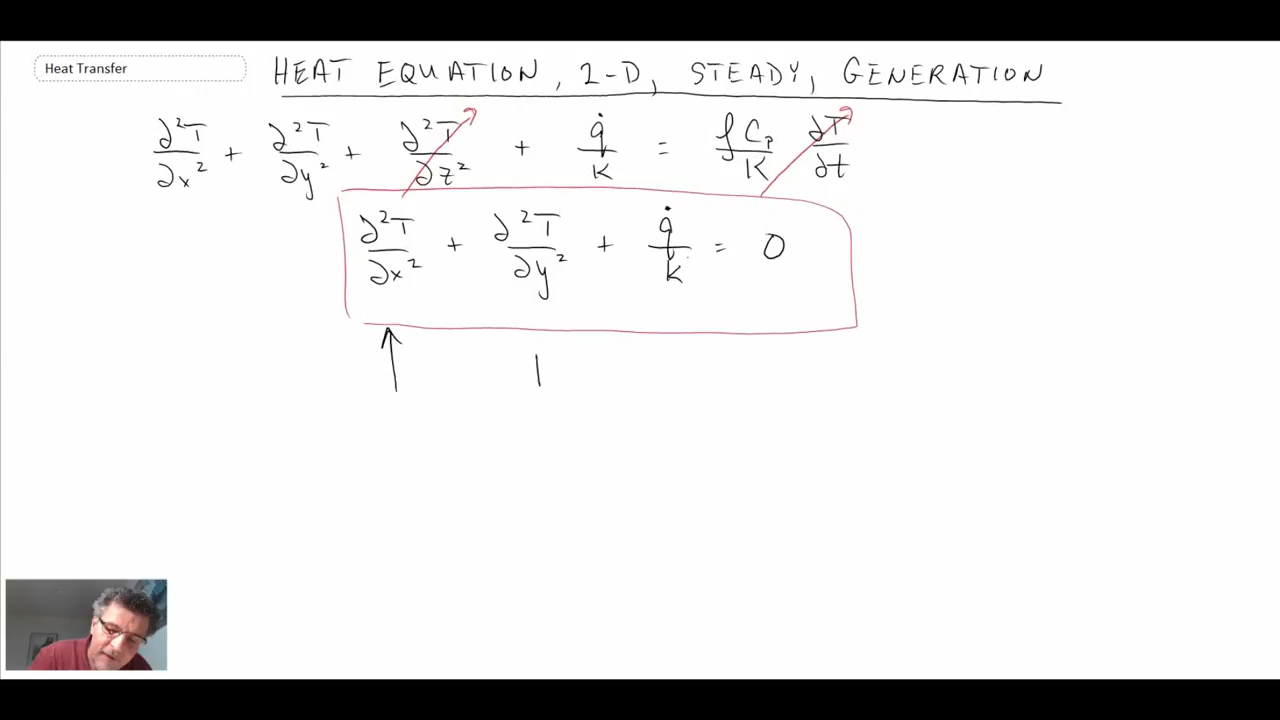 Heat Transfer
HEAT EQUATION, 2-D, STEADY, GENERATION
∂²T/∂x² + ∂²T/∂y² + ∂²T/∂z² + q̇/k = ρCₚ/k ∂T/∂t
∂²T/∂x² + ∂²T/∂y² + q̇/k = 0